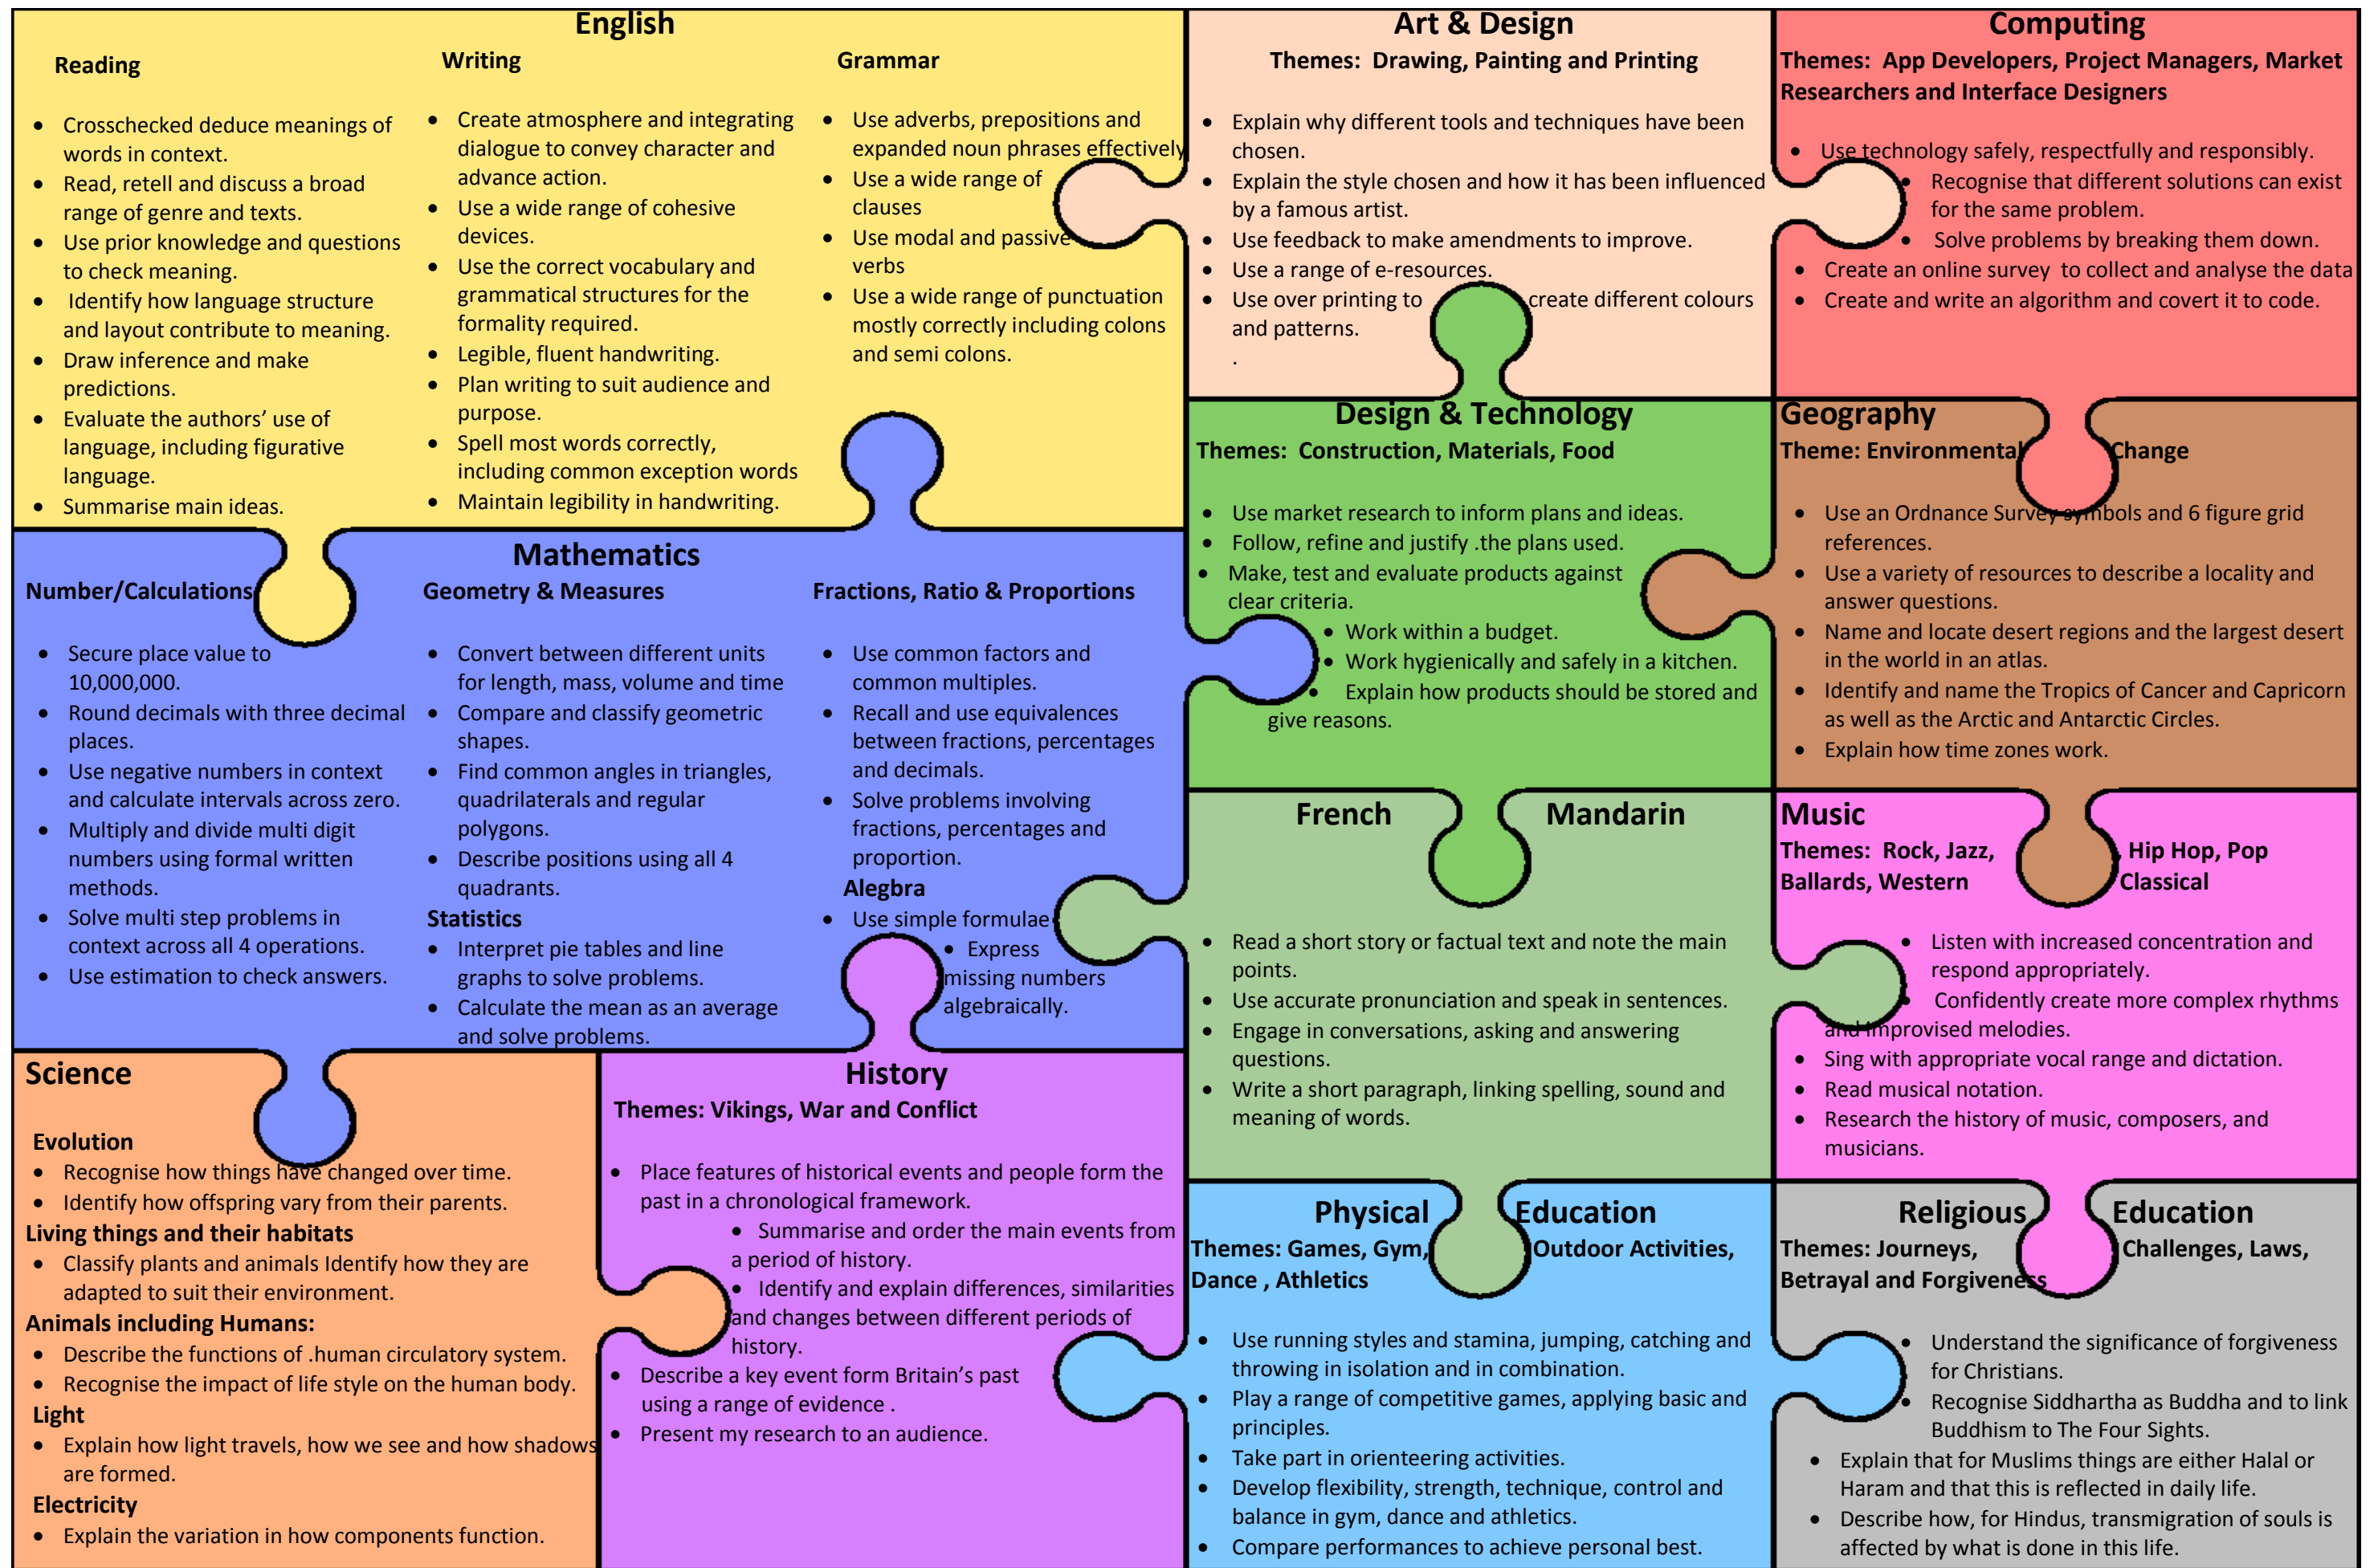 English
Reading
Crosschecked deduce meanings of
words in context.
Read, retell and discuss a broad
range of genre and texts.
Use prior knowledge and questions
to check meaning.
Identify how language structure
and layout contribute to meaning.
Draw inference and make
predictions.
Evaluate the authors’ use of
language, including figurative
language.
Summarise main ideas.
Writing
Create atmosphere and integrating
dialogue to convey character and
advance action.
Use a wide range of cohesive
devices.
Use the correct vocabulary and
grammatical structures for the
formality required.
Legible, fluent handwriting.
Plan writing to suit audience and
purpose.
Spell most words correctly,
including common exception words
Maintain legibility in handwriting.
Grammar
Use adverbs, prepositions and
expanded noun phrases effectively
Use a wide range of
clauses
Use modal and passive
verbs
Use a wide range of punctuation
mostly correctly including colons
and semi colons.
Art & Design
Themes: Drawing, Painting and Printing
Explain why different tools and techniques have been
chosen.
Explain the style chosen and how it has been influenced
by a famous artist.
Use feedback to make amendments to improve.
Use a range of e-resources.
Use over printing to create different colours
and patterns.
.
Computing
Themes: App Developers, Project Managers, Market
Researchers and Interface Designers
Use technology safely, respectfully and responsibly.
Recognise that different solutions can exist
for the same problem.
Solve problems by breaking them down.
Create an online survey to collect and analyse the data
Create and write an algorithm and covert it to code.
Mathematics
Number/Calculations
Secure place value to
10,000,000.
Round decimals with three decimal
places.
Use negative numbers in context
and calculate intervals across zero.
Multiply and divide multi digit
numbers using formal written
methods.
Solve multi step problems in
context across all 4 operations.
Use estimation to check answers.
Geometry & Measures
Convert between different units
for length, mass, volume and time
Compare and classify geometric
shapes.
Find common angles in triangles,
quadrilaterals and regular
polygons.
Describe positions using all 4
quadrants.
Statistics
Interpret pie tables and line
graphs to solve problems.
Calculate the mean as an average
and solve problems.
Fractions, Ratio & Proportions
Use common factors and
common multiples.
Recall and use equivalences
between fractions, percentages
and decimals.
Solve problems involving
fractions, percentages and
proportion.
Alegbra
Use simple formulae
Express
missing numbers
algebraically.
Design & Technology
Themes: Construction, Materials, Food
Use market research to inform plans and ideas.
Follow, refine and justify .the plans used.
Make, test and evaluate products against
clear criteria.
Work within a budget.
Work hygienically and safely in a kitchen.
Explain how products should be stored and
give reasons.
Geography
Theme: Environmental Change
Use an Ordnance Survey symbols and 6 figure grid
references.
Use a variety of resources to describe a locality and
answer questions.
Name and locate desert regions and the largest desert
in the world in an atlas.
Identify and name the Tropics of Cancer and Capricorn
as well as the Arctic and Antarctic Circles.
Explain how time zones work.
French Mandarin
Read a short story or factual text and note the main
points.
Use accurate pronunciation and speak in sentences.
Engage in conversations, asking and answering
questions.
Write a short paragraph, linking spelling, sound and
meaning of words.
Music
Themes: Rock, Jazz, , Hip Hop, Pop
Ballards, Western Classical
Listen with increased concentration and
respond appropriately.
Confidently create more complex rhythms
and improvised melodies.
Sing with appropriate vocal range and dictation.
Read musical notation.
Research the history of music, composers, and
musicians.
Science
Evolution
Recognise how things have changed over time.
Identify how offspring vary from their parents.
Living things and their habitats
Classify plants and animals Identify how they are
adapted to suit their environment.
Animals including Humans:
Describe the functions of .human circulatory system.
Recognise the impact of life style on the human body.
Light
Explain how light travels, how we see and how shadows
are formed.
Electricity
Explain the variation in how components function.
History
Themes: Vikings, War and Conflict
Place features of historical events and people form the
past in a chronological framework.
Summarise and order the main events from
a period of history.
Identify and explain differences, similarities
and changes between different periods of
history.
Describe a key event form Britain’s past
using a range of evidence .
Present my research to an audience.
Physical Education
Themes: Games, Gym, Outdoor Activities,
Dance , Athletics
Use running styles and stamina, jumping, catching and
throwing in isolation and in combination.
Play a range of competitive games, applying basic and
principles.
Take part in orienteering activities.
Develop flexibility, strength, technique, control and
balance in gym, dance and athletics.
Compare performances to achieve personal best.
Religious Education
Themes: Journeys, Challenges, Laws,
Betrayal and Forgiveness
Understand the significance of forgiveness
for Christians.
Recognise Siddhartha as Buddha and to link
Buddhism to The Four Sights.
Explain that for Muslims things are either Halal or
Haram and that this is reflected in daily life.
Describe how, for Hindus, transmigration of souls is
affected by what is done in this life.